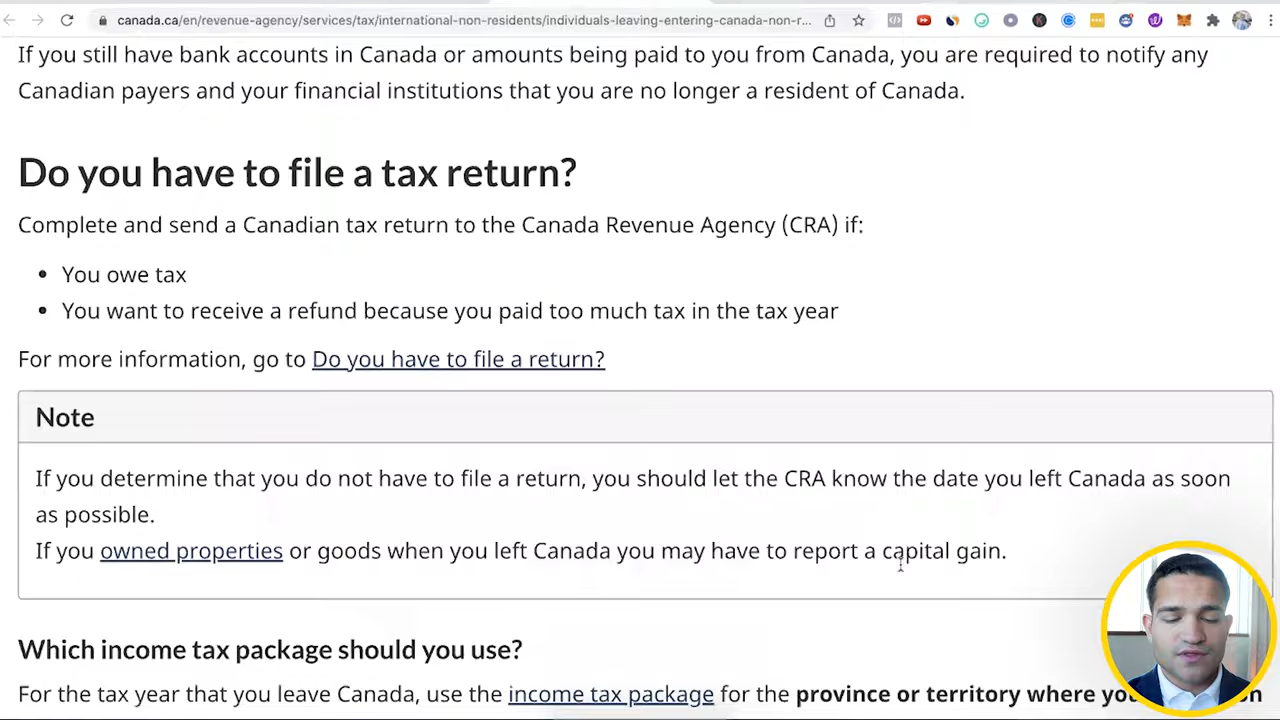 canada.ca/en/revenue-agency/services/tax/international-non-residents/individuals-leaving-entering-canada-non-r...
If you still have bank accounts in Canada or amounts being paid to you from Canada, you are required to notify any
Canadian payers and your financial institutions that you are no longer a resident of Canada.
Do you have to file a tax return?
Complete and send a Canadian tax return to the Canada Revenue Agency (CRA) if:
• You owe tax
• You want to receive a refund because you paid too much tax in the tax year
For more information, go to Do you have to file a return?
Note
If you determine that you do not have to file a return, you should let the CRA know the date you left Canada as soon
as possible.
If you owned properties or goods when you left Canada you may have to report a capital gain.
Which income tax package should you use?
For the tax year that you leave Canada, use the income tax package for the province or territory where